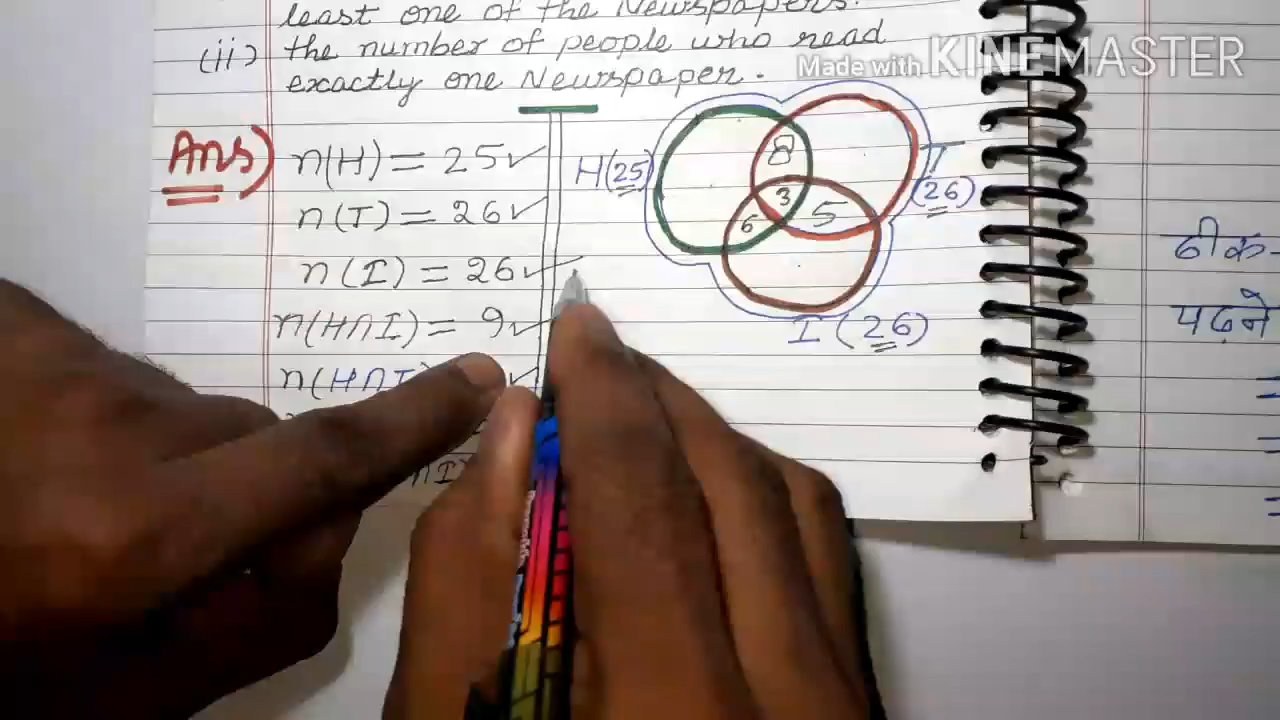 least one of the Newspapers.
(ii) the number of people who read
exactly one Newspaper.
Made with KINEMASTER
Ans) n(H) = 25✓
n(T) = 26✓
n(I) = 26✓
n(H∩I) = 9✓
H(25)
T
(26)
8
3
6
5
I (26)
ठीक-
पढ़ने